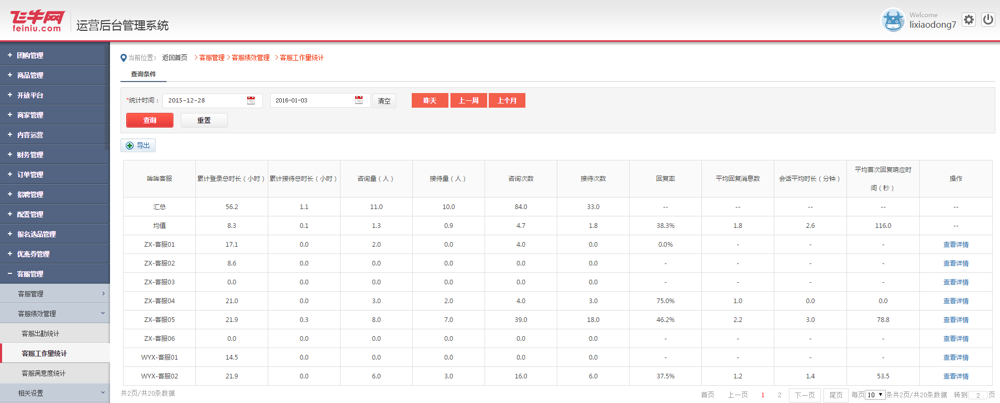 飞牛网
feiniu.com
运营后台管理系统
Welcome
lixiaodong7
团购管理
商品管理
开放平台
商家管理
内容运营
财务管理
订单管理
招聘管理
配置管理
报名选品管理
优惠券管理
客服管理
客服管理
客服绩效管理
客服出勤统计
客服工作量统计
客服满意度统计
相关设置
当前位置： 返回首页 >客服管理 >客服绩效管理 >客服工作量统计
查询条件
*统计时间： 2015-12-28 2016-01-03 清空 昨天 上一周 上个月
查询 重置
导出
哞哞客服 累计登录总时长（小时） 累计接待总时长（小时） 咨询量（人） 接待量（人） 咨询次数 接待次数 回复率 平均回复消息数 会话平均时长（分钟） 平均首次回复响应时间（秒） 操作
汇总 56.2 1.1 11.0 10.0 84.0 33.0 -- -- -- -- --
均值 8.3 0.1 1.3 0.9 4.7 1.8 38.3% 1.8 2.6 116.0 --
ZX-客服01 17.1 0.0 2.0 0.0 4.0 0.0 0.0% - - - 查看详情
ZX-客服02 8.6 0.0 0.0 0.0 0.0 0.0 - - - - 查看详情
ZX-客服03 0.0 0.0 0.0 0.0 0.0 0.0 - - - - 查看详情
ZX-客服04 21.0 0.0 3.0 2.0 4.0 3.0 75.0% 1.0 0.0 0.0 查看详情
ZX-客服05 21.9 0.3 8.0 7.0 39.0 18.0 46.2% 2.2 3.0 78.8 查看详情
ZX-客服06 0.0 0.0 0.0 0.0 0.0 0.0 - - - - 查看详情
WYX-客服01 14.5 0.0 0.0 0.0 0.0 0.0 - - - - 查看详情
WYX-客服02 21.9 0.0 6.0 3.0 16.0 6.0 37.5% 1.2 1.4 53.5 查看详情
共2页/共20条数据 首页 上一页 1 2 下一页 尾页 每页 10 条共2页/共20条数据 转到 2 页